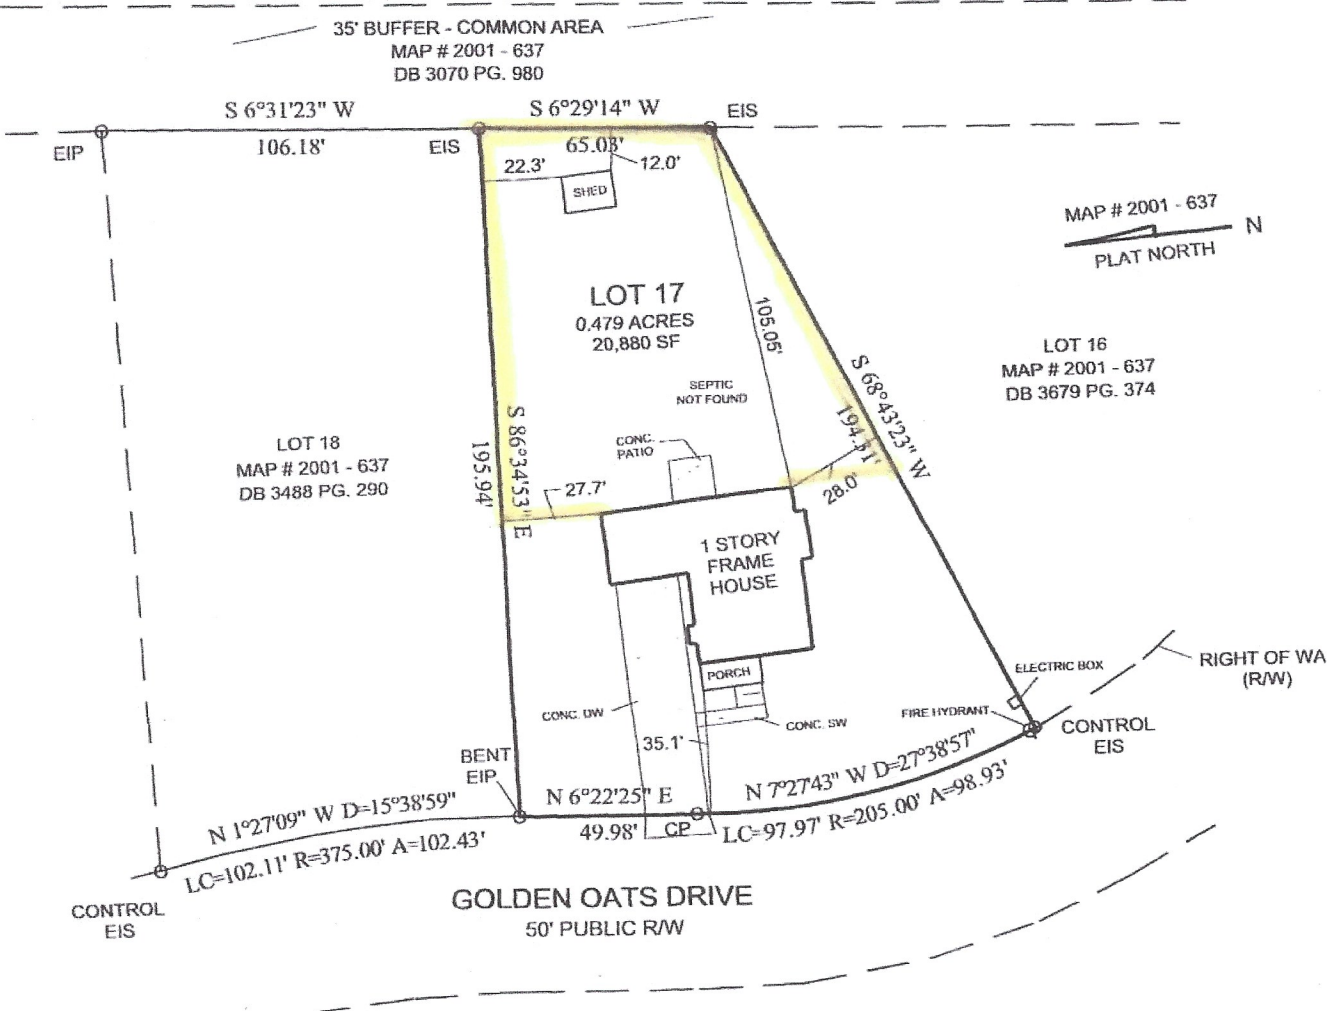 35' BUFFER - COMMON AREA
MAP # 2001 - 637
DB 3070 PG. 980
S 6°31'23" W
106.18'
EIP
EIS
S 6°29'14" W
65.03'
EIS
22.3'
12.0'
SHED
MAP # 2001 - 637
N
PLAT NORTH
LOT 17
0.479 ACRES
20,880 SF
105.05'
LOT 16
MAP # 2001 - 637
DB 3679 PG. 374
SEPTIC
NOT FOUND
S 68°43'23" W
194.31'
28.0'
CONC.
PATIO
LOT 18
MAP # 2001 - 637
DB 3488 PG. 290
S 86°34'53" E
195.94'
27.7'
1 STORY
FRAME
HOUSE
PORCH
CONC. DW
CONC. SW
35.1'
ELECTRIC BOX
FIRE HYDRANT
RIGHT OF WA
(R/W)
CONTROL
EIS
BENT
EIP
N 6°22'25" E
49.98'
CP
N 7°27'43" W D=27°38'57"
LC=97.97' R=205.00' A=98.93'
N 1°27'09" W D=15°38'59"
LC=102.11' R=375.00' A=102.43'
CONTROL
EIS
GOLDEN OATS DRIVE
50' PUBLIC R/W